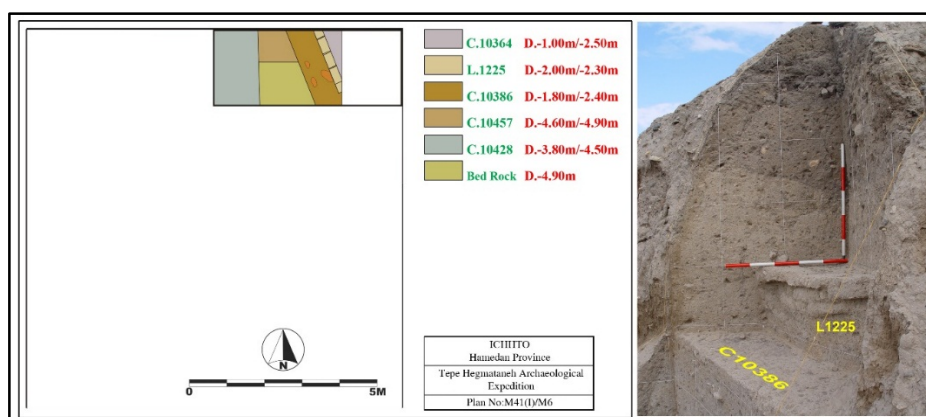 C.10364 D.-1.00m/-2.50m
L.1225 D.-2.00m/-2.30m
C.10386 D.-1.80m/-2.40m
C.10457 D.-4.60m/-4.90m
C.10428 D.-3.80m/-4.50m
Bed Rock D.-4.90m
N
0 5M
ICHHTO
Hamedan Province
Tepe Hegmataneh Archaeological
Expedition
Plan No:M41(I)/M6
L1225
C10386